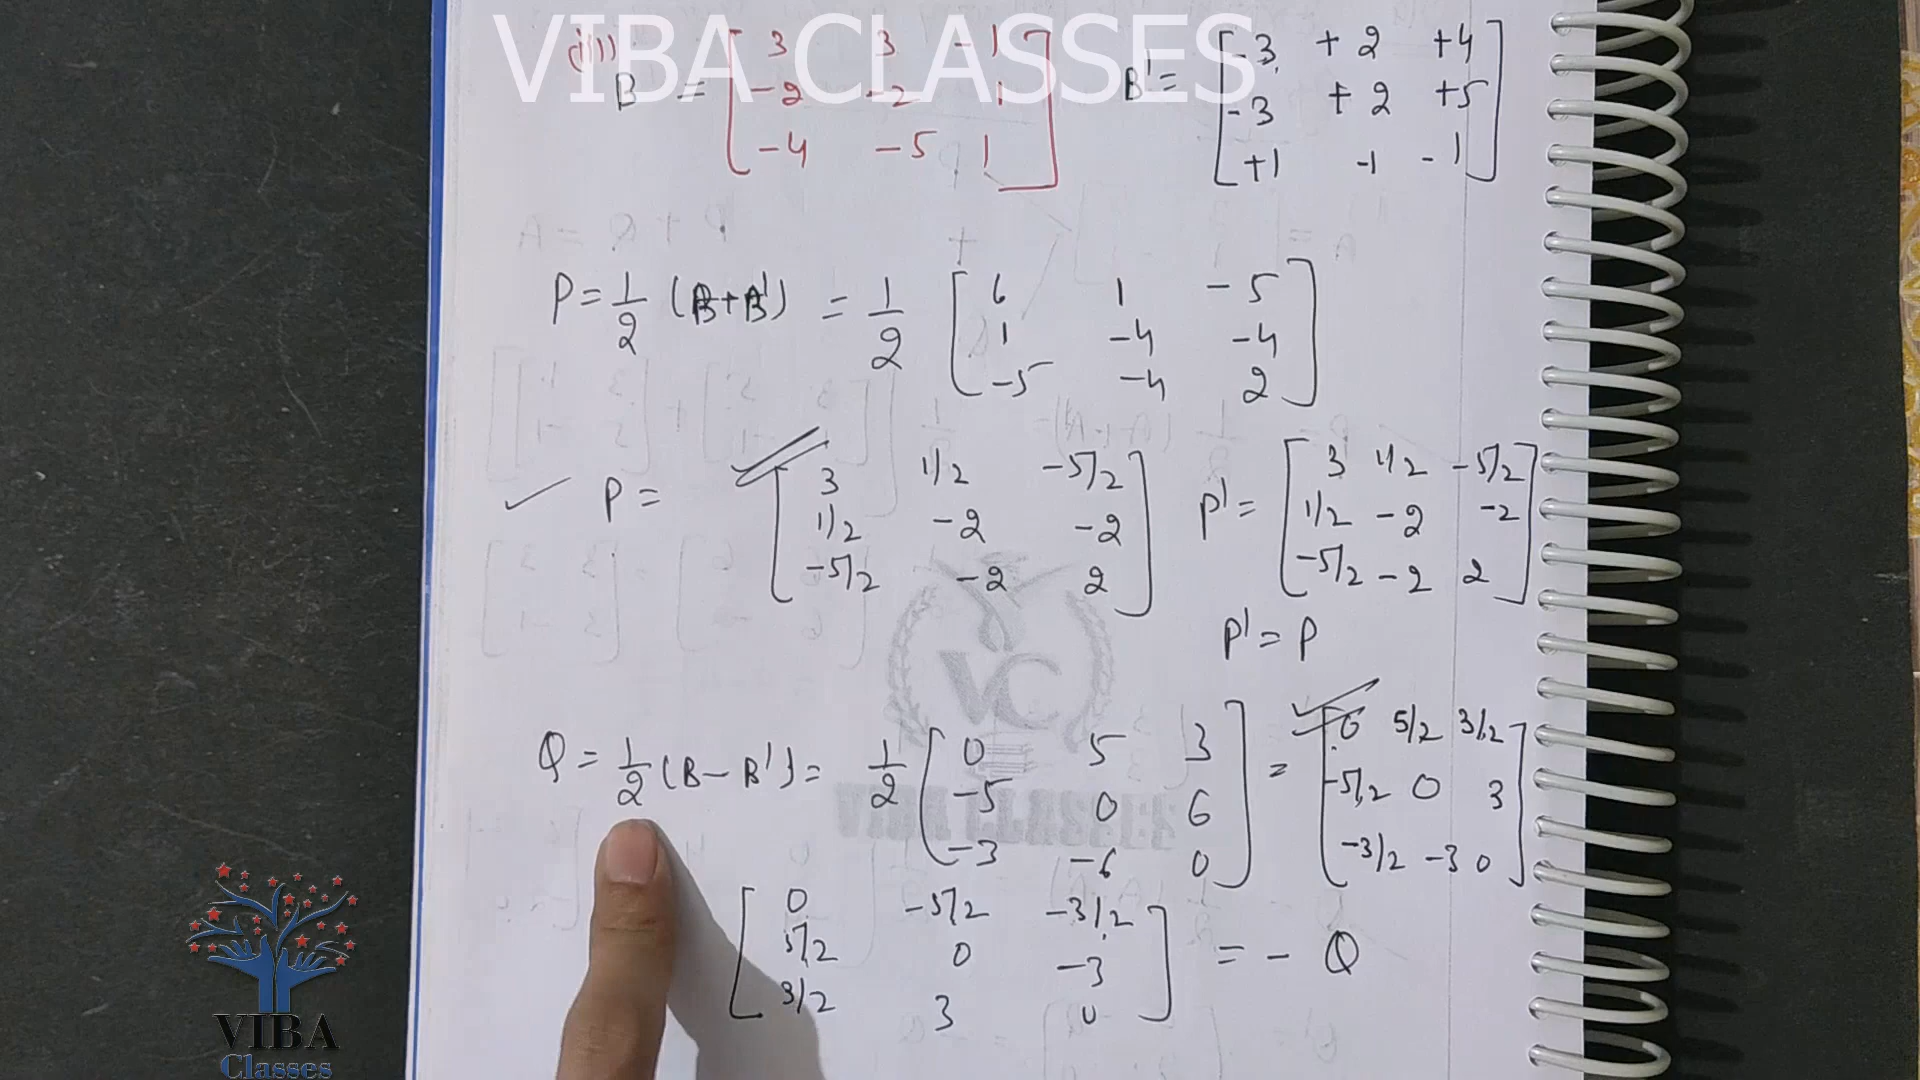 VIBA CLASSES
(iii)
B = [ 3 3 -1 B' = [ -3 +2 +4
-2 -2 1 -3 +2 +5
-4 -5 1 ] +1 -1 -1 ]
P = 1/2 (B+B') = 1/2 [ 6 1 -5
1 -4 -4
-5 -4 2 ]
✓ P = [ 3 1/2 -5/2 P' = [ 3 1/2 -5/2
1/2 -2 -2 1/2 -2 -2
-5/2 -2 2 ] -5/2 -2 2 ]
P' = P
Q = 1/2 (B - B') = 1/2 [ 0 5 3 = [ 0 5/2 3/2
-5 0 6 -5/2 0 3
-3 -6 0 ] -3/2 -3 0 ]
[ 0 -5/2 -3/2
5/2 0 -3 = - Q
3/2 3 0 ]
VC
VIBA CLASSES
VIBA
Classes